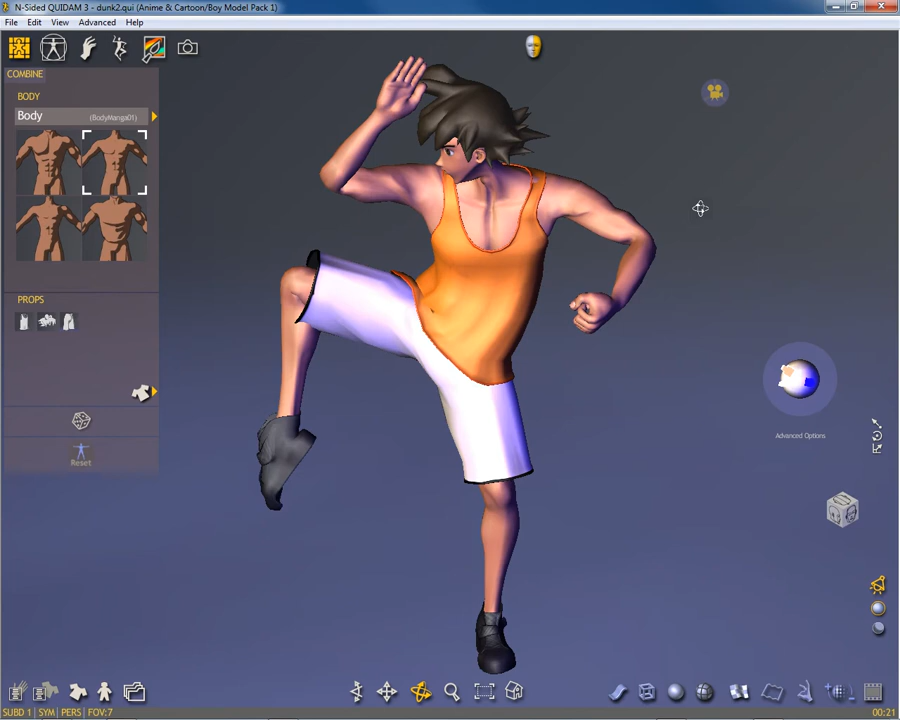 N-Sided QUIDAM 3 - dunk2.qui (Anime & Cartoon/Boy Model Pack 1)
File Edit View Advanced Help
COMBINE
BODY
Body (BodyManga01)
PROPS
Reset
Advanced Options
SUBD 1 | SYM | PERS | FOV:7
00:21